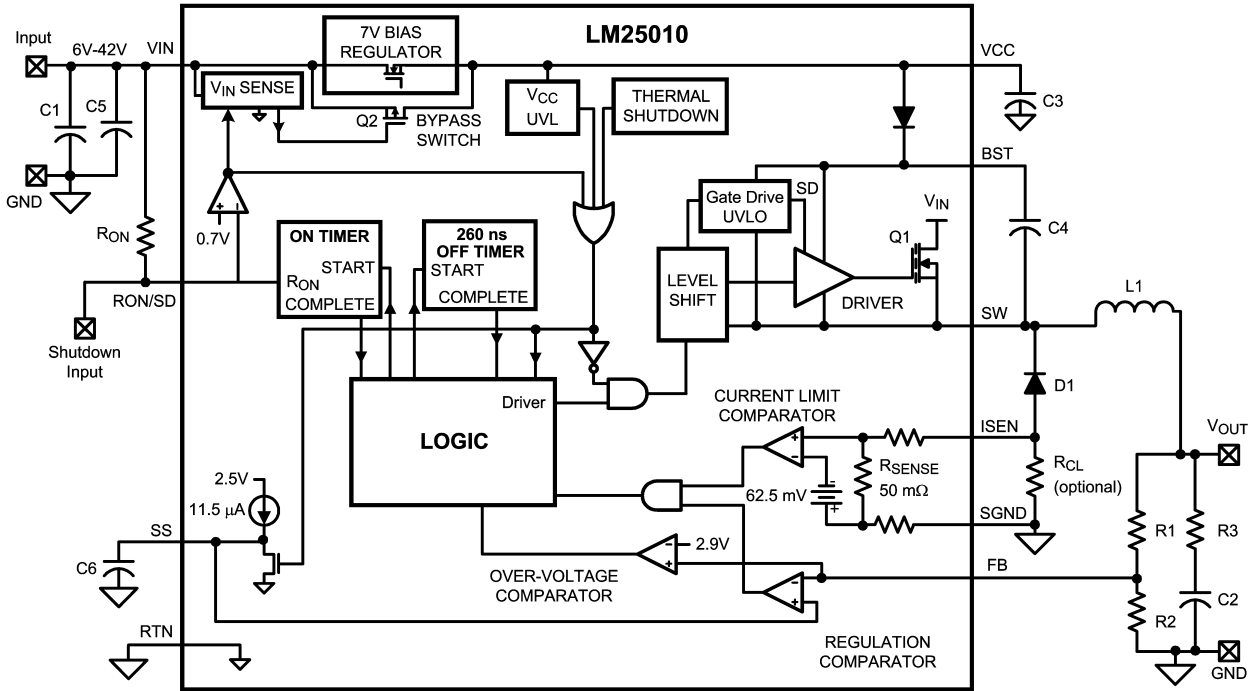 LM25010
Input
6V-42V
VIN
7V BIAS
REGULATOR
VCC
VIN SENSE
C1
C5
Q2
BYPASS
SWITCH
VCC
UVL
THERMAL
SHUTDOWN
C3
GND
BST
+
-
0.7V
RON
ON TIMER
START
RON
COMPLETE
260 ns
OFF TIMER
START
COMPLETE
Gate Drive
UVLO
SD
VIN
Q1
C4
LEVEL
SHIFT
DRIVER
RON/SD
SW
L1
Shutdown
Input
Driver
LOGIC
CURRENT LIMIT
COMPARATOR
D1
ISEN
+
-
VOUT
RSENSE
50 mΩ
RCL
(optional)
62.5 mV
-
+
SGND
2.5V
11.5 µA
SS
R1
R3
C6
2.9V
-
+
OVER-VOLTAGE
COMPARATOR
FB
-
+
C2
R2
RTN
REGULATION
COMPARATOR
GND